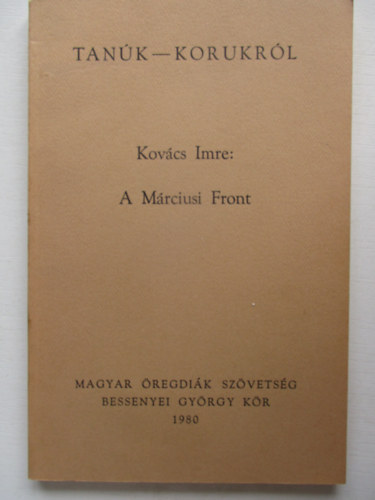 TANÚK — KORUKRÓL
Kovács Imre:
A Márciusi Front
MAGYAR ÖREGDIÁK SZÖVETSÉG
BESSENYEI GYÖRGY KÖR
1980